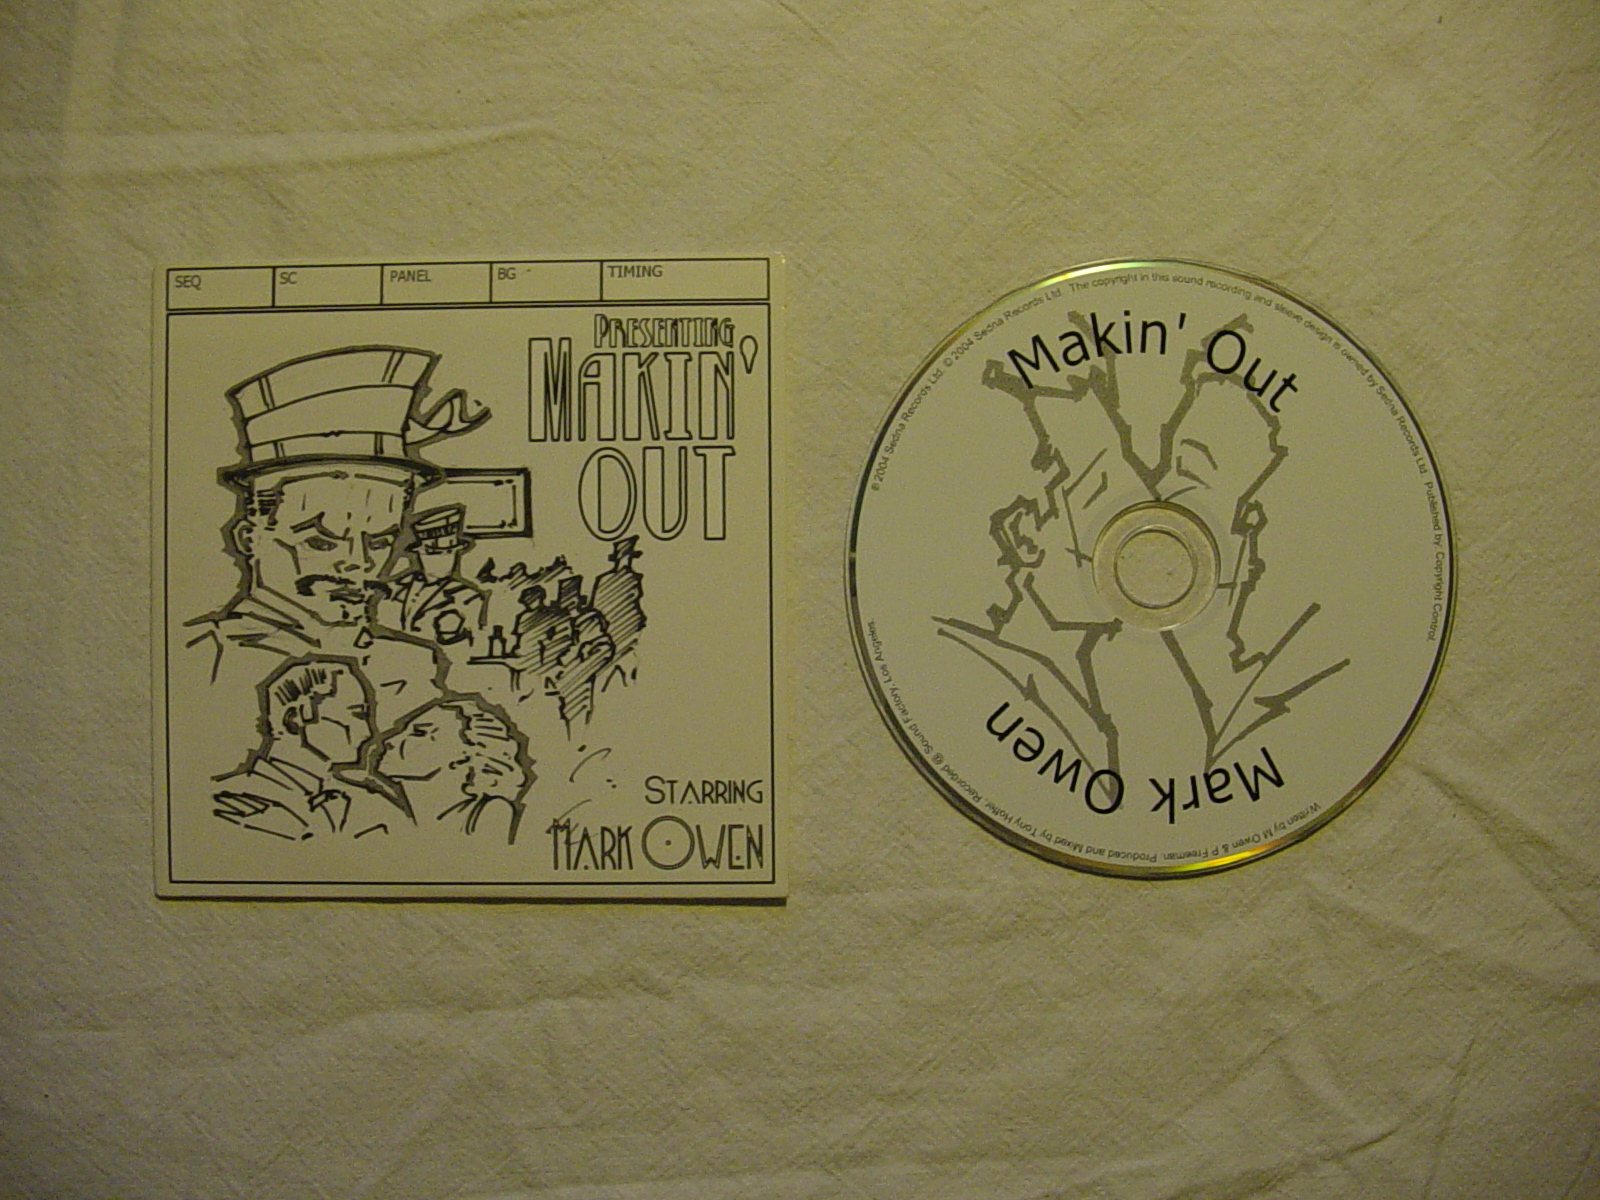 SEQ
SC
PANEL
BG
TIMING
PRESENTING
MAKIN'
OUT
STARRING
MARK OWEN
Makin' Out
Mark Owen
℗ 2004 Sedna Records Ltd. © 2004 Sedna Records Ltd. The copyright in this sound recording and sleeve design is owned by Sedna Records Ltd. Published by: Copyright Control.
Written by M Owen & P Freeman. Produced and Mixed by Tony Hoffer. Recorded @ Sound Factory, Los Angeles.